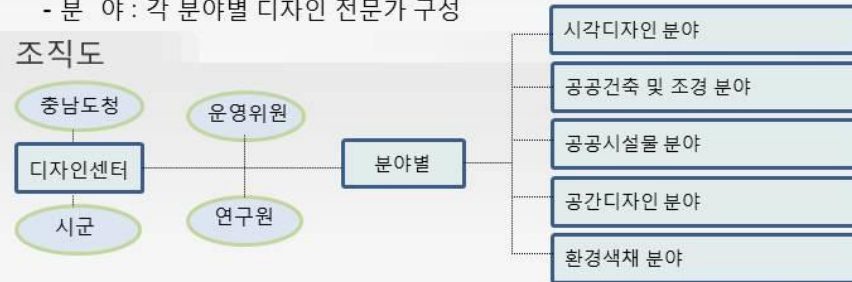 - 분 야 : 각 분야별 디자인 전문가 구성
조직도
충남도청
운영위원
디자인센터
분야별
시군
연구원
시각디자인 분야
공공건축 및 조경 분야
공공시설물 분야
공간디자인 분야
환경색채 분야